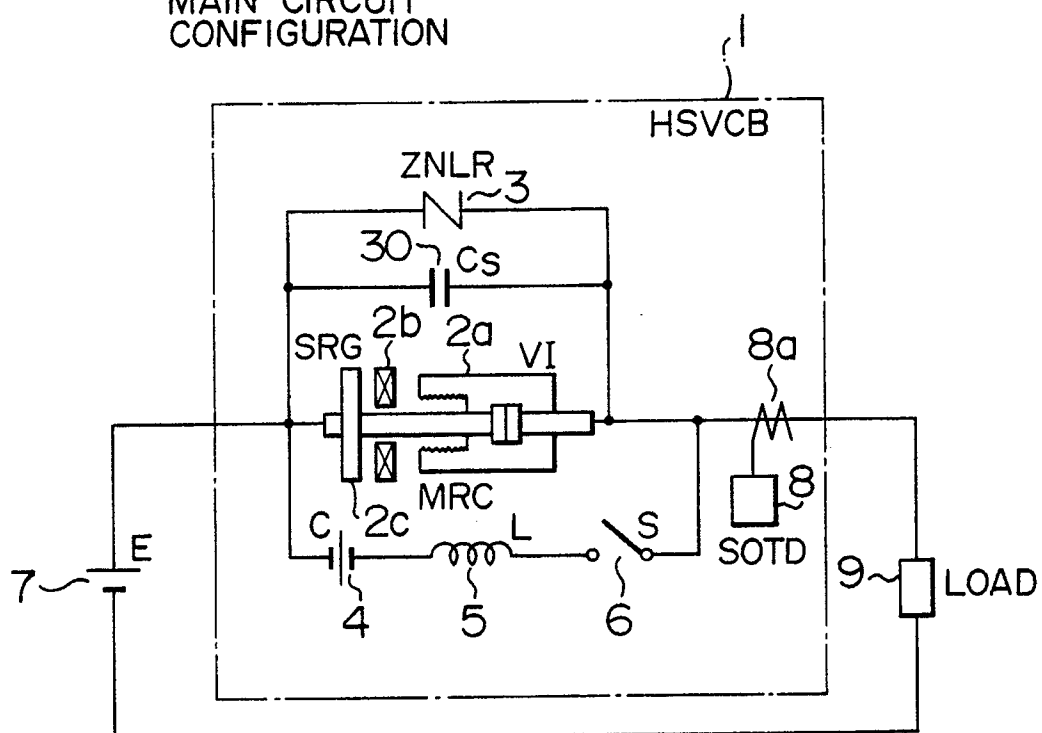 MAIN CIRCUIT
CONFIGURATION
1
HSVCB
ZNLR
3
30
Cs
2b
2a
SRG
VI
8a
MRC
2c
8
C
L
S
SOTD
E
7
4
5
6
9
LOAD